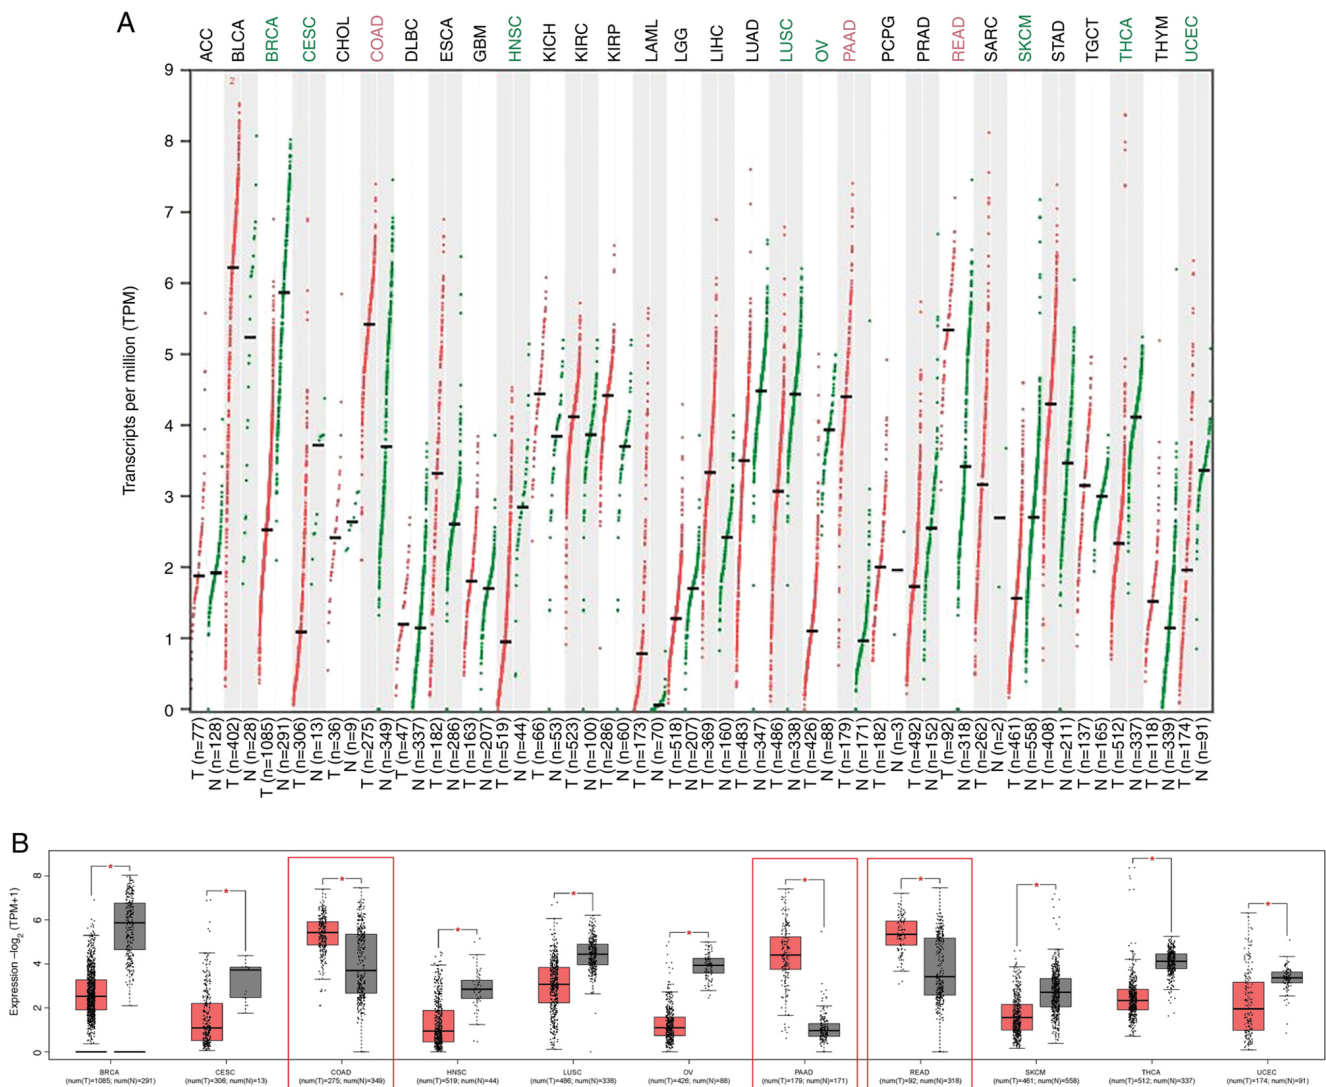 A
ACC BLCA BRCA CESC CHOL COAD DLBC ESCA GBM HNSC KICH KIRC KIRP LAML LGG LIHC LUAD LUSC OV PAAD PCPG PRAD READ SARC SKCM STAD TGCT THCA THYM UCEC
2
Transcripts per million (TPM)
9
8
7
6
5
4
3
2
1
0
T (n=77)
N (n=128)
T (n=402)
N (n=28)
T (n=1085)
N (n=291)
T (n=306)
N (n=13)
T (n=36)
N (n=9)
T (n=275)
N (n=349)
T (n=47)
N (n=337)
T (n=182)
N (n=286)
T (n=163)
N (n=207)
T (n=519)
N (n=44)
T (n=66)
N (n=53)
T (n=523)
N (n=100)
T (n=286)
N (n=60)
T (n=173)
N (n=70)
T (n=518)
N (n=207)
T (n=369)
N (n=160)
T (n=483)
N (n=347)
T (n=486)
N (n=338)
T (n=426)
N (n=88)
T (n=179)
N (n=171)
T (n=182)
N (n=3)
T (n=492)
N (n=152)
T (n=92)
N (n=318)
T (n=262)
N (n=2)
T (n=461)
N (n=558)
T (n=408)
N (n=211)
T (n=137)
N (n=165)
T (n=512)
N (n=337)
T (n=118)
N (n=339)
T (n=174)
N (n=91)
B
Expression –log2 (TPM+1)
8
6
4
2
0
* * * * * * * * * * *
BRCA CESC COAD HNSC LUSC OV PAAD READ SKCM THCA UCEC
(num(T)=1085; num(N)=291) (num(T)=306; num(N)=13) (num(T)=275; num(N)=349) (num(T)=519; num(N)=44) (num(T)=486; num(N)=338) (num(T)=426; num(N)=88) (num(T)=179; num(N)=171) (num(T)=92; num(N)=318) (num(T)=461; num(N)=558) (num(T)=512; num(N)=337) (num(T)=174; num(N)=91)